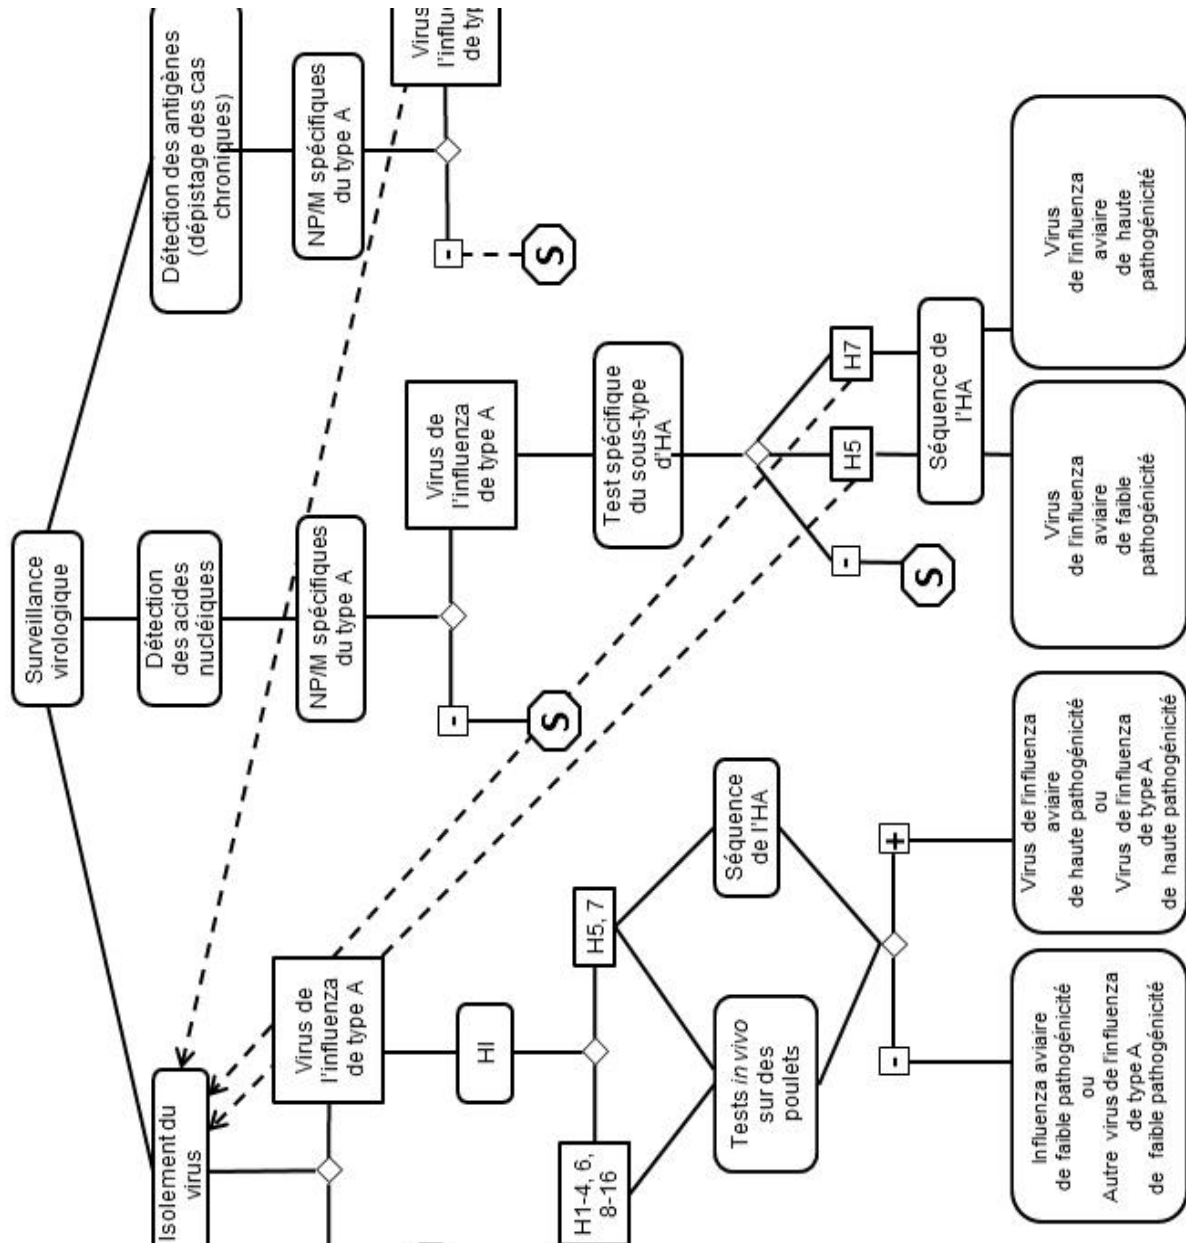 Surveillance
virologique
Isolement du
virus
Détection
des acides
nucléiques
Détection des antigènes
(dépistage des cas
chroniques)
NP/M spécifiques
du type A
NP/M spécifiques
du type A
Virus de
l'influenza
de type A
Virus de
l'influenza
de type A
Virus
l'influ
de ty
-
S
-
S
HI
Test spécifique
du sous-type
d'HA
H1-4, 6,
8-16
H5, 7
-
H5
H7
S
Tests in vivo
sur des
poulets
Séquence
de l'HA
Séquence de
l'HA
-
+
Influenza aviaire
de faible pathogénicité
ou
Autre virus de l'influenza
de type A
de faible pathogénicité
Virus de l'influenza
aviaire
de haute pathogénicité
ou
Virus de l'influenza
de type A
de haute pathogénicité
Virus
de l'influenza
aviaire
de faible
pathogénicité
Virus
de l'influenza
aviaire
de haute
pathogénicité